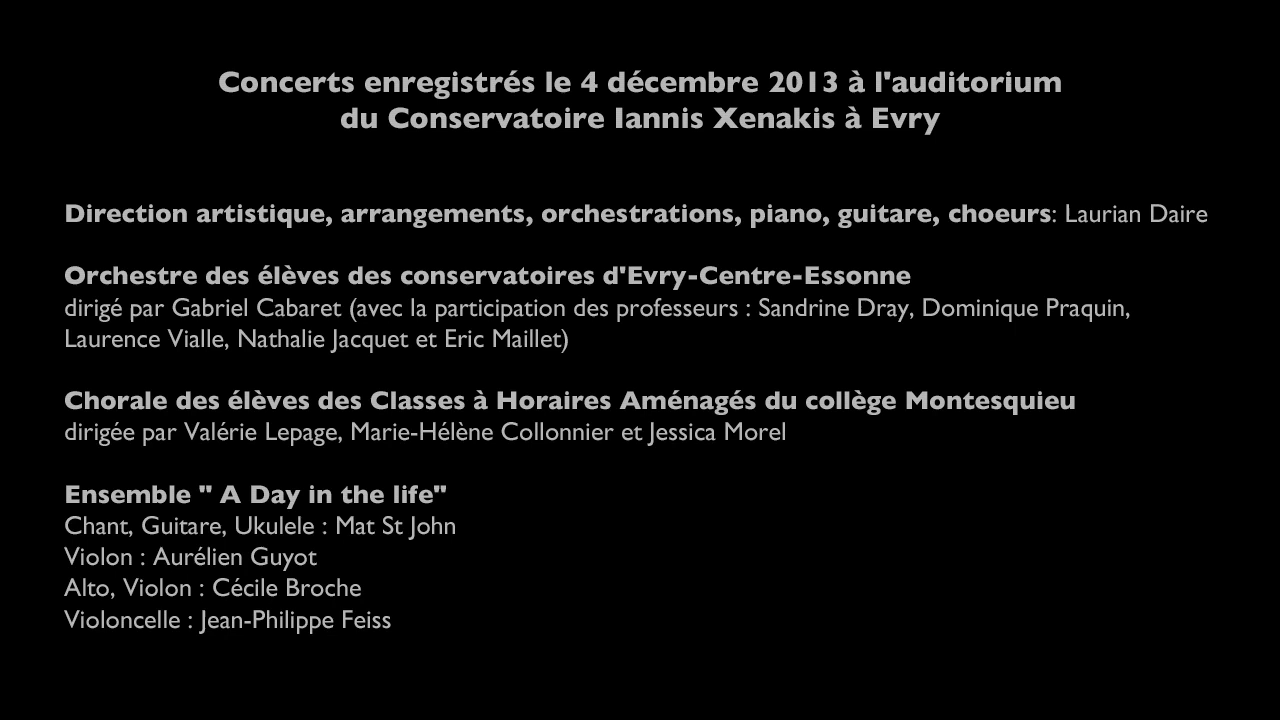 Concerts enregistrés le 4 décembre 2013 à l'auditorium
du Conservatoire Iannis Xenakis à Evry
Direction artistique, arrangements, orchestrations, piano, guitare, choeurs: Laurian Daire
Orchestre des élèves des conservatoires d'Evry-Centre-Essonne
dirigé par Gabriel Cabaret (avec la participation des professeurs : Sandrine Dray, Dominique Praquin,
Laurence Vialle, Nathalie Jacquet et Eric Maillet)
Chorale des élèves des Classes à Horaires Aménagés du collège Montesquieu
dirigée par Valérie Lepage, Marie-Hélène Collonnier et Jessica Morel
Ensemble " A Day in the life"
Chant, Guitare, Ukulele : Mat St John
Violon : Aurélien Guyot
Alto, Violon : Cécile Broche
Violoncelle : Jean-Philippe Feiss